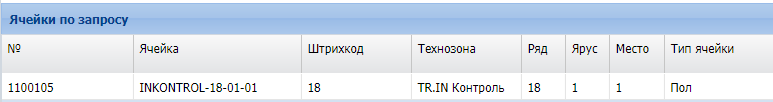 Ячейки по запросу
№ Ячейка Штрихкод Технозона Ряд Ярус Место Тип ячейки
1100105 INKONTROL-18-01-01 18 TR.IN Контроль 18 1 1 Пол